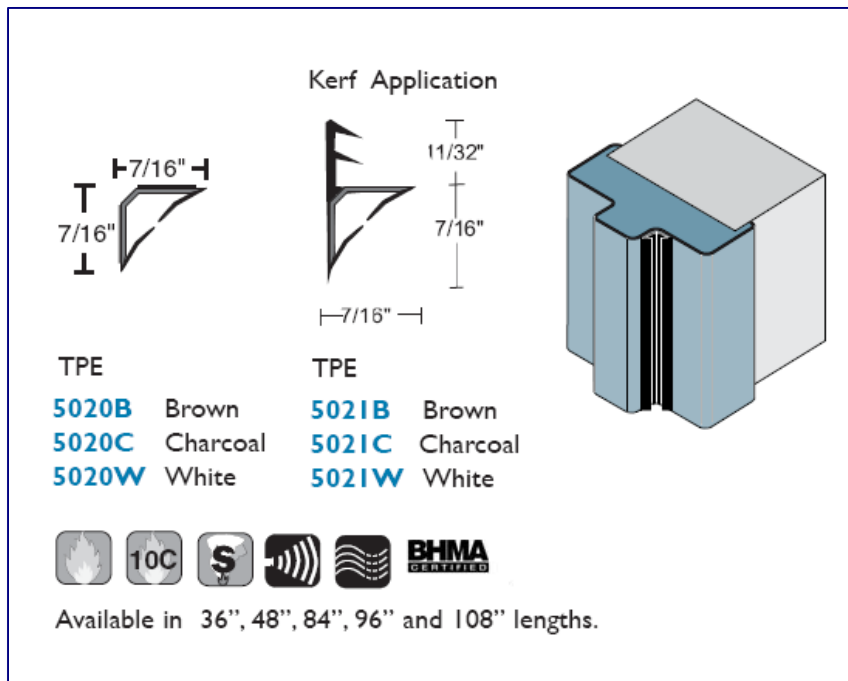 Kerf Application
7/16"
7/16"
11/32"
7/16"
7/16"
TPE
5020B Brown
5020C Charcoal
5020W White
TPE
5021B Brown
5021C Charcoal
5021W White
10C
S
BHMA
CERTIFIED
Available in 36”, 48”, 84”, 96” and 108” lengths.